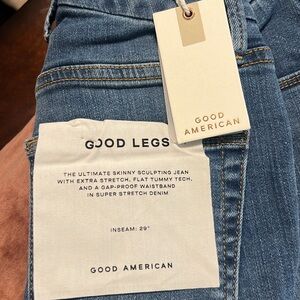 GOOD
AMERICAN
GOOD LEGS
THE ULTIMATE SKINNY SCULPTING JEAN
WITH EXTRA STRETCH, FLAT TUMMY TECH,
AND A GAP-PROOF WAISTBAND
IN SUPER STRETCH DENIM
INSEAM: 29"
GOOD AMERICAN